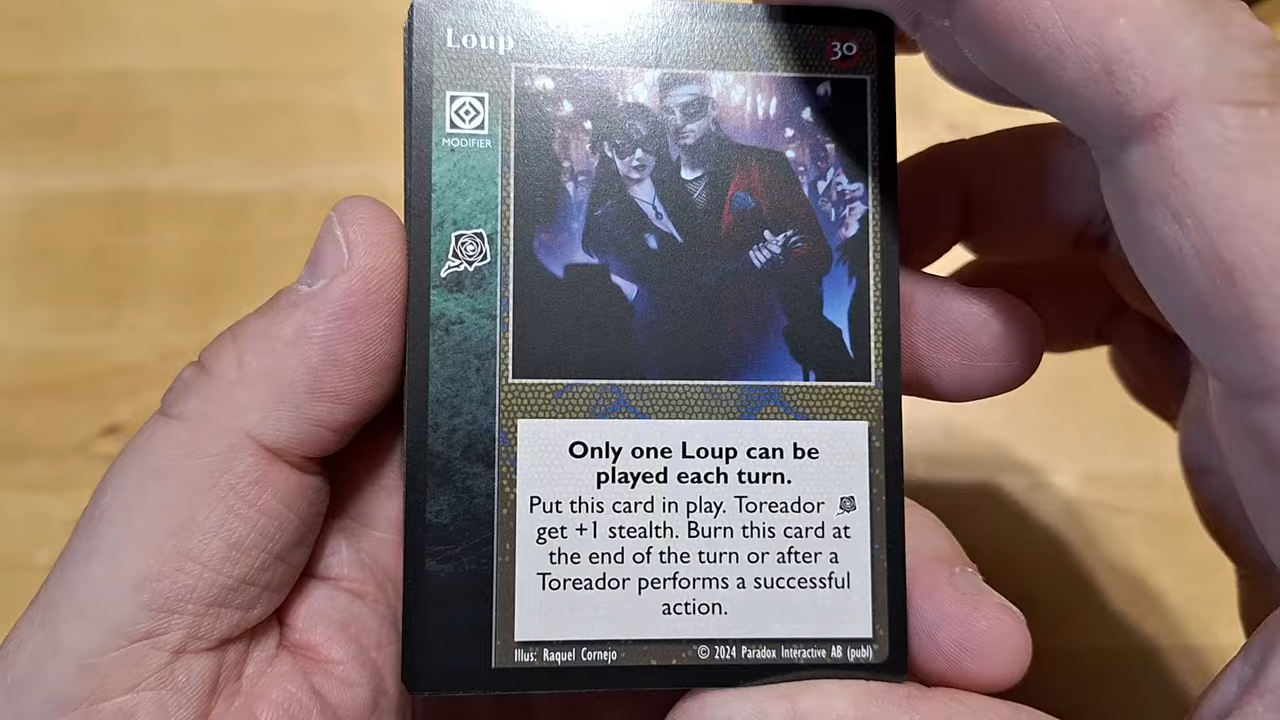 Loup
30
MODIFIER
Only one Loup can be
played each turn.
Put this card in play. Toreador
get +1 stealth. Burn this card at
the end of the turn or after a
Toreador performs a successful
action.
Illus: Raquel Cornejo
© 2024 Paradox Interactive AB (publ)